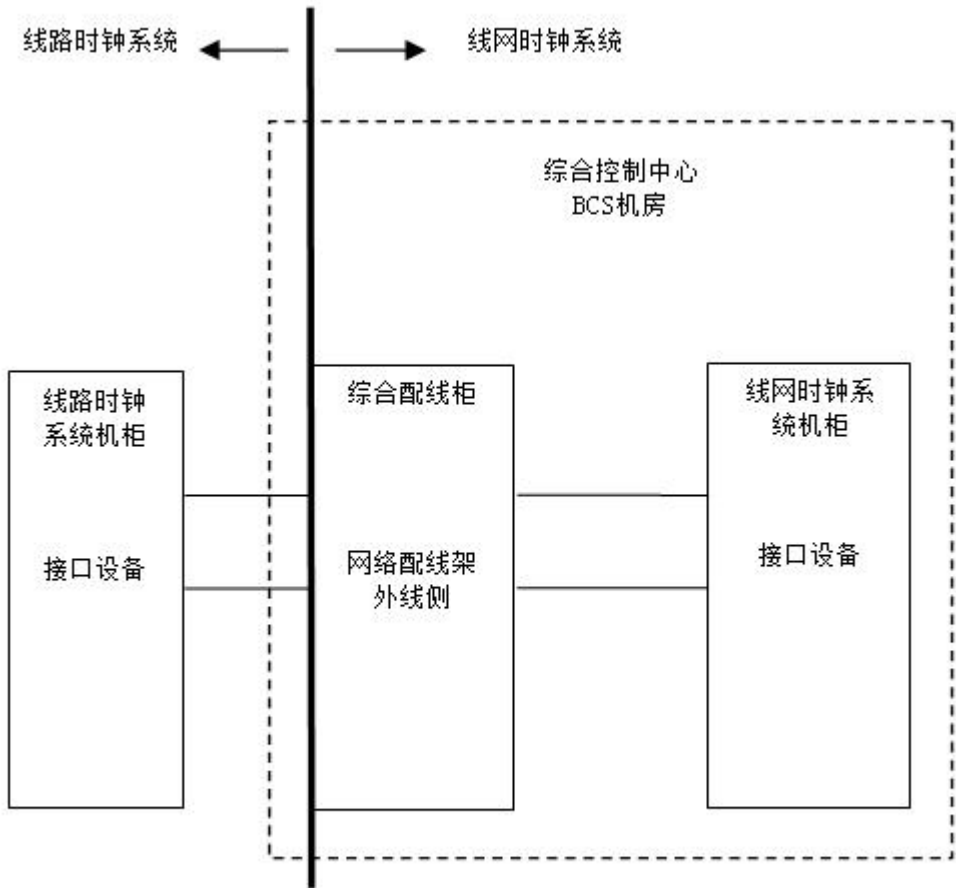 线路时钟系统
线网时钟系统
综合控制中心
BCS机房
线路时钟
系统机柜
接口设备
综合配线柜
网络配线架
外线侧
线网时钟系
统机柜
接口设备